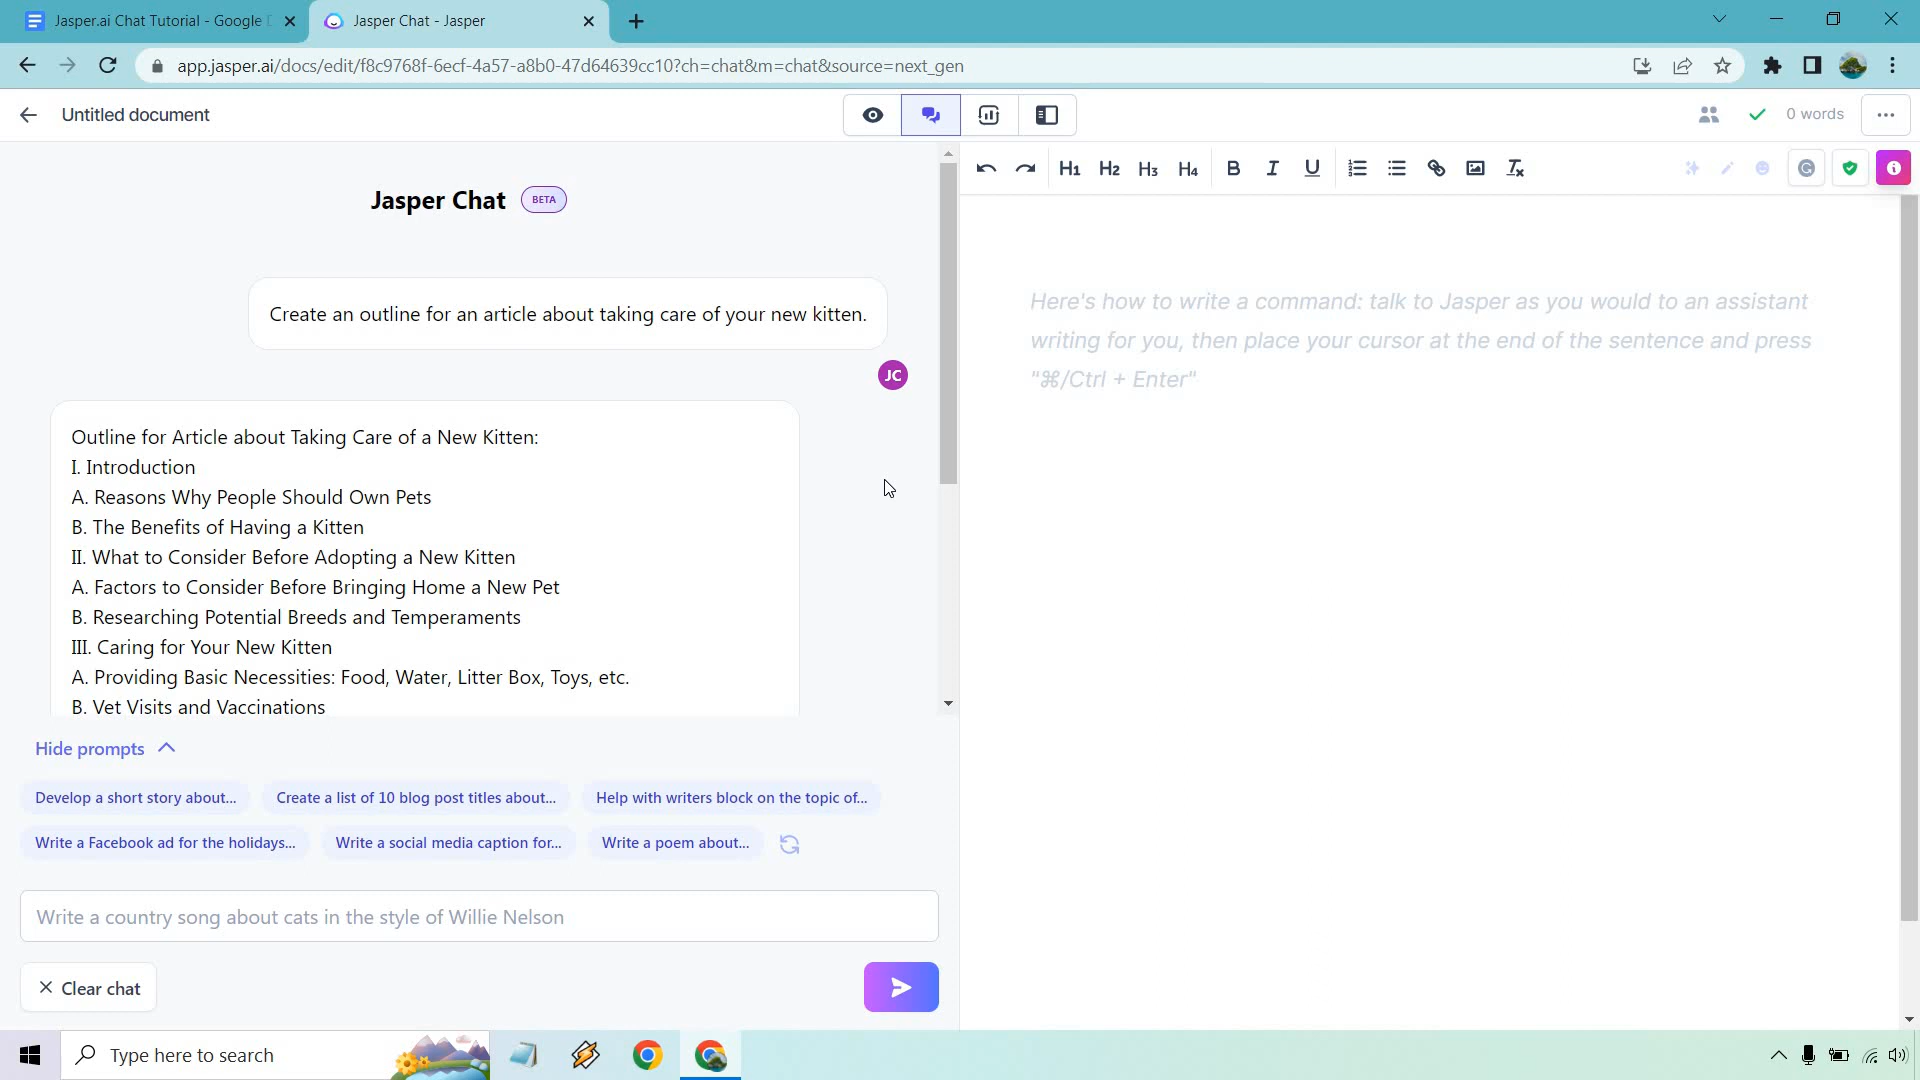 Jasper.ai Chat Tutorial - Google
Jasper Chat - Jasper
app.jasper.ai/docs/edit/f8c9768f-6ecf-4a57-a8b0-47d64639cc10?ch=chat&m=chat&source=next_gen
Untitled document
0 words
Jasper Chat BETA
H1 H2 H3 H4 B I U
Create an outline for an article about taking care of your new kitten.
JC
Outline for Article about Taking Care of a New Kitten:
I. Introduction
A. Reasons Why People Should Own Pets
B. The Benefits of Having a Kitten
II. What to Consider Before Adopting a New Kitten
A. Factors to Consider Before Bringing Home a New Pet
B. Researching Potential Breeds and Temperaments
III. Caring for Your New Kitten
A. Providing Basic Necessities: Food, Water, Litter Box, Toys, etc.
B. Vet Visits and Vaccinations
Here's how to write a command: talk to Jasper as you would to an assistant
writing for you, then place your cursor at the end of the sentence and press
"⌘/Ctrl + Enter"
Hide prompts
Develop a short story about...
Create a list of 10 blog post titles about...
Help with writers block on the topic of...
Write a Facebook ad for the holidays...
Write a social media caption for...
Write a poem about...
Write a country song about cats in the style of Willie Nelson
Clear chat
Type here to search